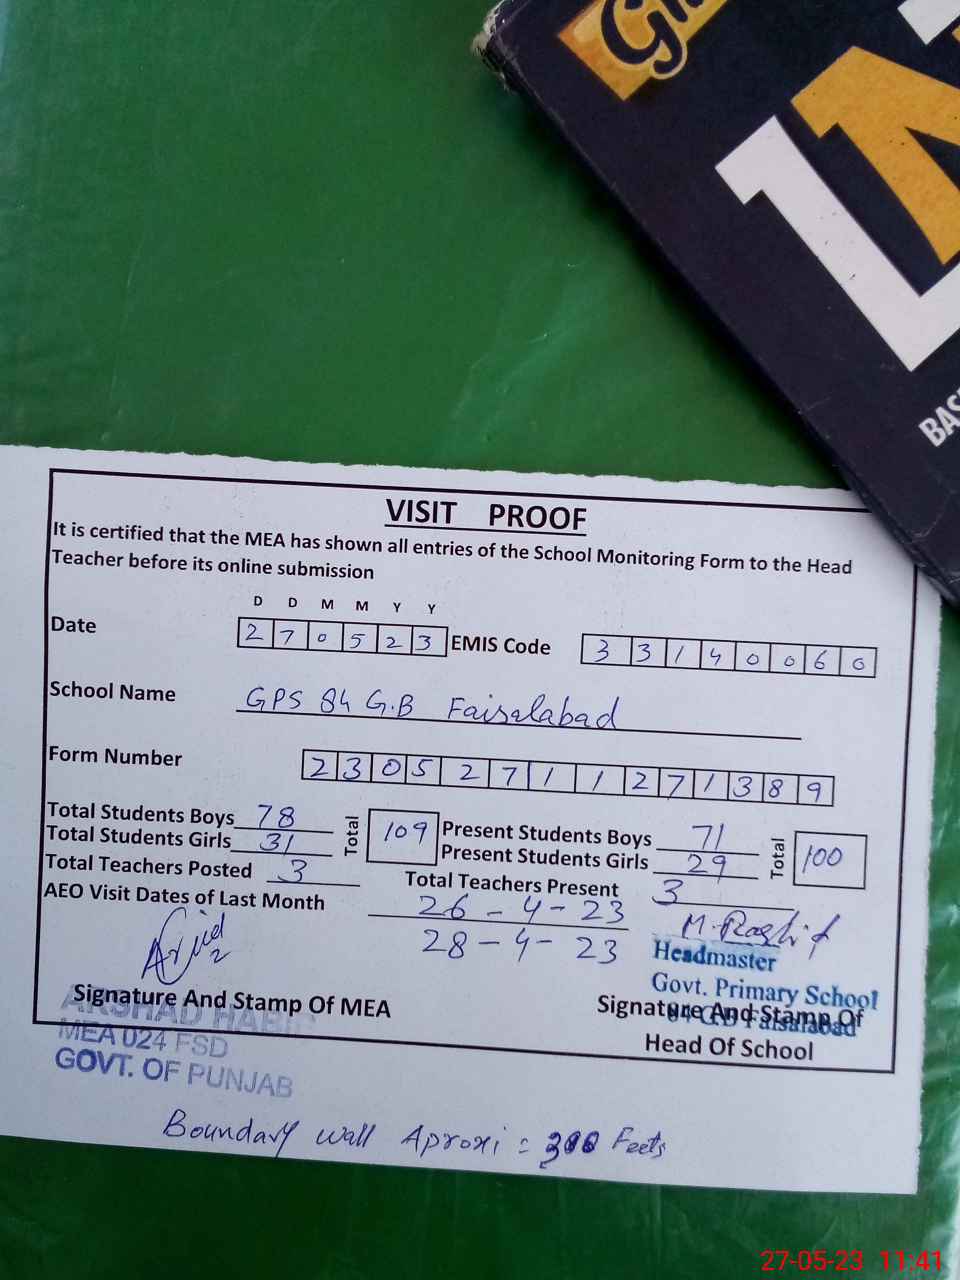 VISIT PROOF
It is certified that the MEA has shown all entries of the School Monitoring Form to the Head
Teacher before its online submission
D D M M Y Y
Date 2 7 0 5 2 3 EMIS Code 3 3 1 4 0 0 6 0
School Name GPS 84 G.B Faisalabad
Form Number 2 3 0 5 2 7 1 1 2 7 1 3 8 9
Total Students Boys 78 Total 109 Present Students Boys 71 Total 100
Total Students Girls 31 Present Students Girls 29
Total Teachers Posted 3 Total Teachers Present 3
AEO Visit Dates of Last Month 26-4-23
28-4-23
M. Rashid
Headmaster
Govt. Primary School
84 GB Faisalabad
Signature And Stamp Of MEA
Signature And Stamp Of
Head Of School
ARSHAD HABIB
MEA 024 FSD
GOVT. OF PUNJAB
Boundary wall Aproxi = 300 Feets
BAS
27-05-23 11:41